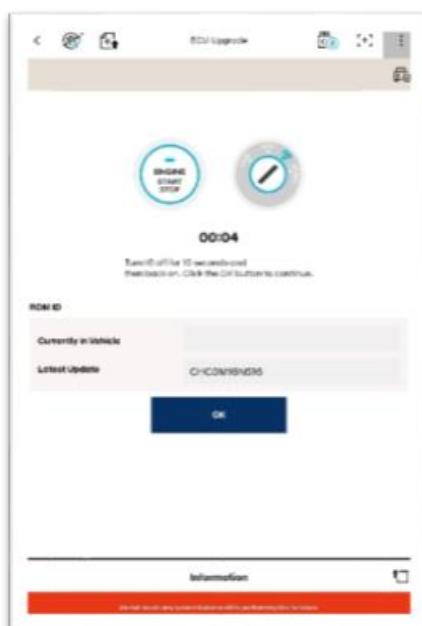 ECU Upgrade
ENGINE
START
STOP
00:04
Turn IG off for 10 seconds and
then back on. Click the OK button to continue.
ROM ID
Currently in Vehicle
Latest Update
OK
Information